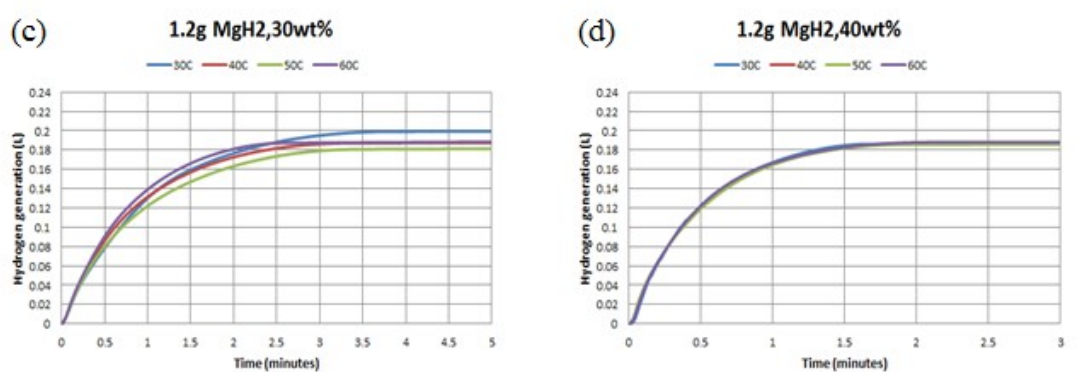 (c)
1.2g MgH2,30wt%
30C 40C 50C 60C
Hydrogen generation (L)
0.24
0.22
0.2
0.18
0.16
0.14
0.12
0.1
0.08
0.06
0.04
0.02
0
0 0.5 1 1.5 2 2.5 3 3.5 4 4.5 5
Time (minutes)
(d)
1.2g MgH2,40wt%
30C 40C 50C 60C
Hydrogen generation (L)
0.24
0.22
0.2
0.18
0.16
0.14
0.12
0.1
0.08
0.06
0.04
0.02
0
0 0.5 1 1.5 2 2.5 3
Time (minutes)